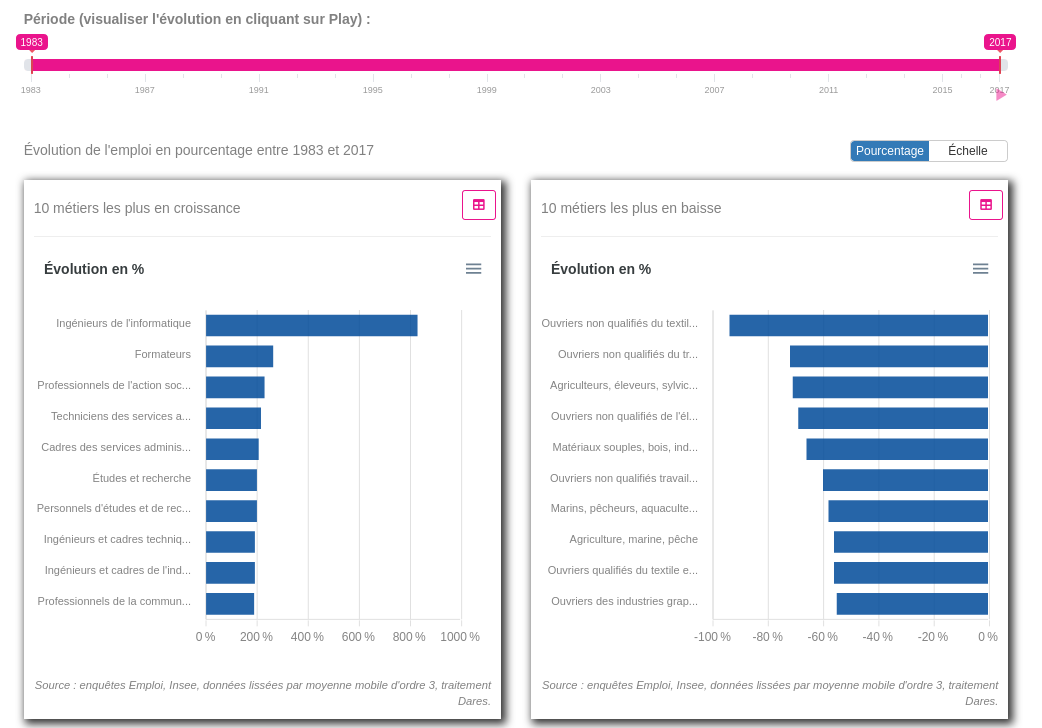 Période (visualiser l'évolution en cliquant sur Play) :
1983 2017
1983 1987 1991 1995 1999 2003 2007 2011 2015 2017
Évolution de l'emploi en pourcentage entre 1983 et 2017
Pourcentage Échelle
10 métiers les plus en croissance
Évolution en %
Ingénieurs de l'informatique
Formateurs
Professionnels de l'action soc...
Techniciens des services a...
Cadres des services adminis...
Études et recherche
Personnels d'études et de rec...
Ingénieurs et cadres techniq...
Ingénieurs et cadres de l'ind...
Professionnels de la commun...
0 % 200 % 400 % 600 % 800 % 1000 %
Source : enquêtes Emploi, Insee, données lissées par moyenne mobile d'ordre 3, traitement
Dares.
10 métiers les plus en baisse
Évolution en %
Ouvriers non qualifiés du textil...
Ouvriers non qualifiés du tr...
Agriculteurs, éleveurs, sylvic...
Ouvriers non qualifiés de l'él...
Matériaux souples, bois, ind...
Ouvriers non qualifiés travail...
Marins, pêcheurs, aquaculte...
Agriculture, marine, pêche
Ouvriers qualifiés du textile e...
Ouvriers des industries grap...
-100 % -80 % -60 % -40 % -20 % 0 %
Source : enquêtes Emploi, Insee, données lissées par moyenne mobile d'ordre 3, traitement
Dares.